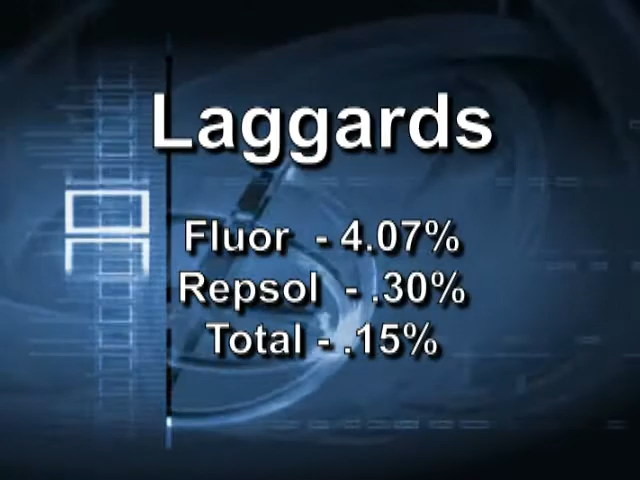 Laggards
Fluor - 4.07%
Repsol - .30%
Total - .15%